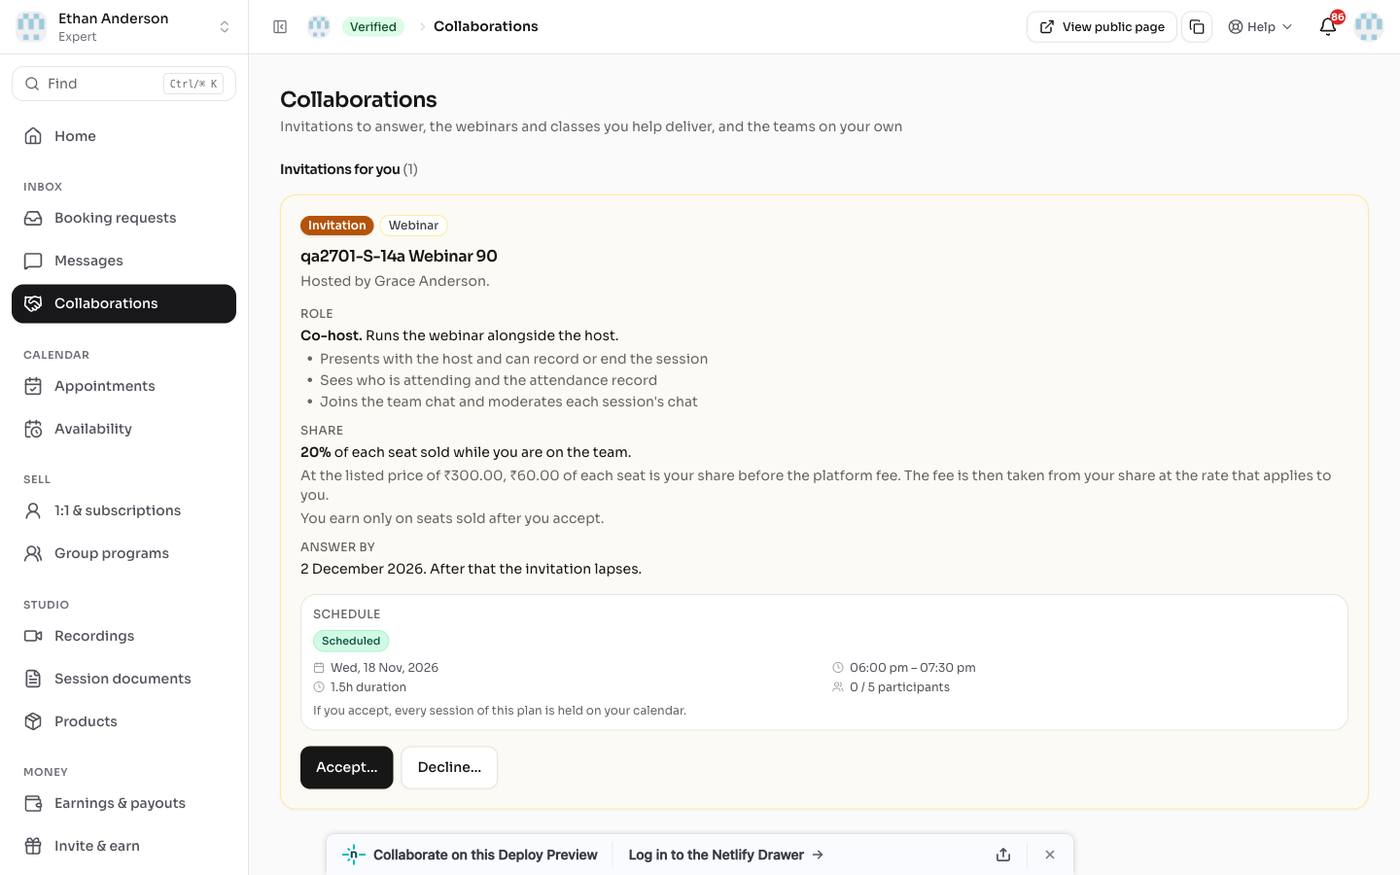 Ethan Anderson
Expert
Verified
Collaborations
View public page
Help
86
Find
Ctrl/⌘ K
Home
INBOX
Booking requests
Messages
Collaborations
CALENDAR
Appointments
Availability
SELL
1:1 & subscriptions
Group programs
STUDIO
Recordings
Session documents
Products
MONEY
Earnings & payouts
Invite & earn
Collaborations
Invitations to answer, the webinars and classes you help deliver, and the teams on your own
Invitations for you (1)
Invitation
Webinar
qa2701-S-14a Webinar 90
Hosted by Grace Anderson.
ROLE
Co-host. Runs the webinar alongside the host.
• Presents with the host and can record or end the session
• Sees who is attending and the attendance record
• Joins the team chat and moderates each session's chat
SHARE
20% of each seat sold while you are on the team.
At the listed price of ₹300.00, ₹60.00 of each seat is your share before the platform fee. The fee is then taken from your share at the rate that applies to
you.
You earn only on seats sold after you accept.
ANSWER BY
2 December 2026. After that the invitation lapses.
SCHEDULE
Scheduled
Wed, 18 Nov, 2026
06:00 pm – 07:30 pm
1.5h duration
0 / 5 participants
If you accept, every session of this plan is held on your calendar.
Accept...
Decline...
Collaborate on this Deploy Preview
Log in to the Netlify Drawer →